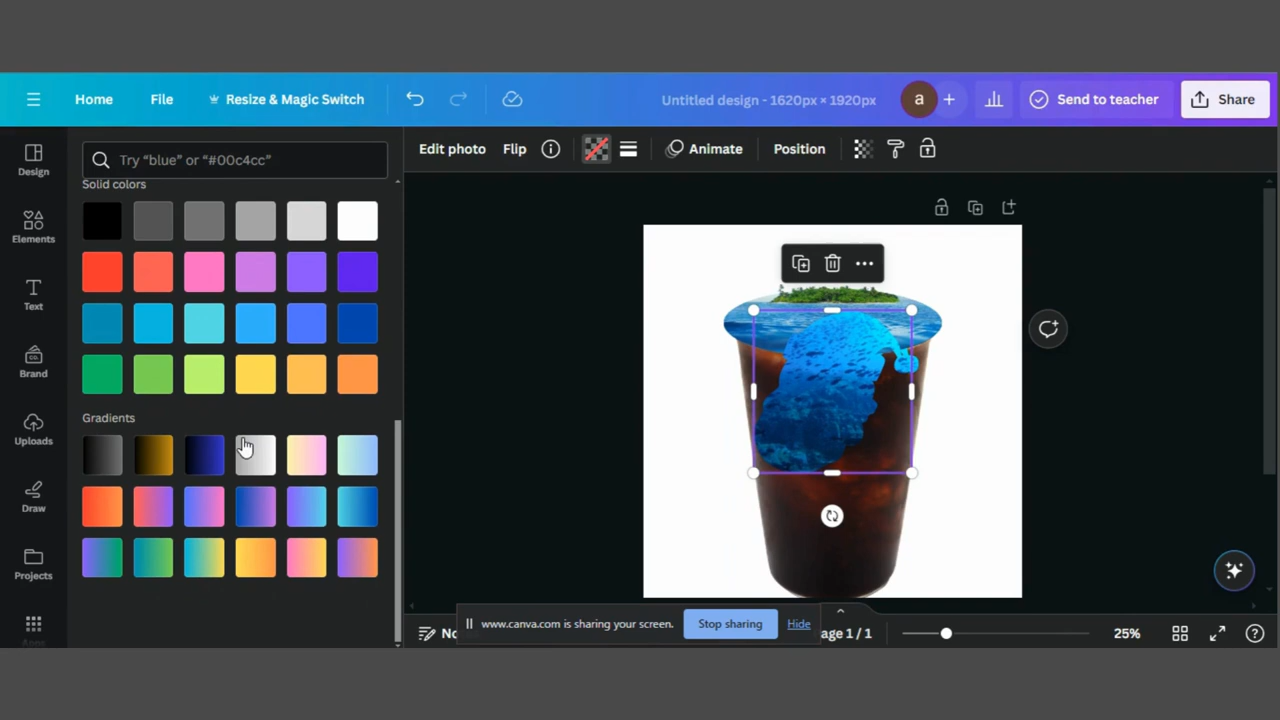 Home File Resize & Magic Switch Untitled design - 1620px × 1920px a Send to teacher Share
Design
Elements
Text
Brand
Uploads
Draw
Projects
Apps
Try “blue” or “#00c4cc”
Solid colors
Gradients
Edit photo Flip Animate Position
www.canva.com is sharing your screen. Stop sharing Hide
age 1 / 1 25%